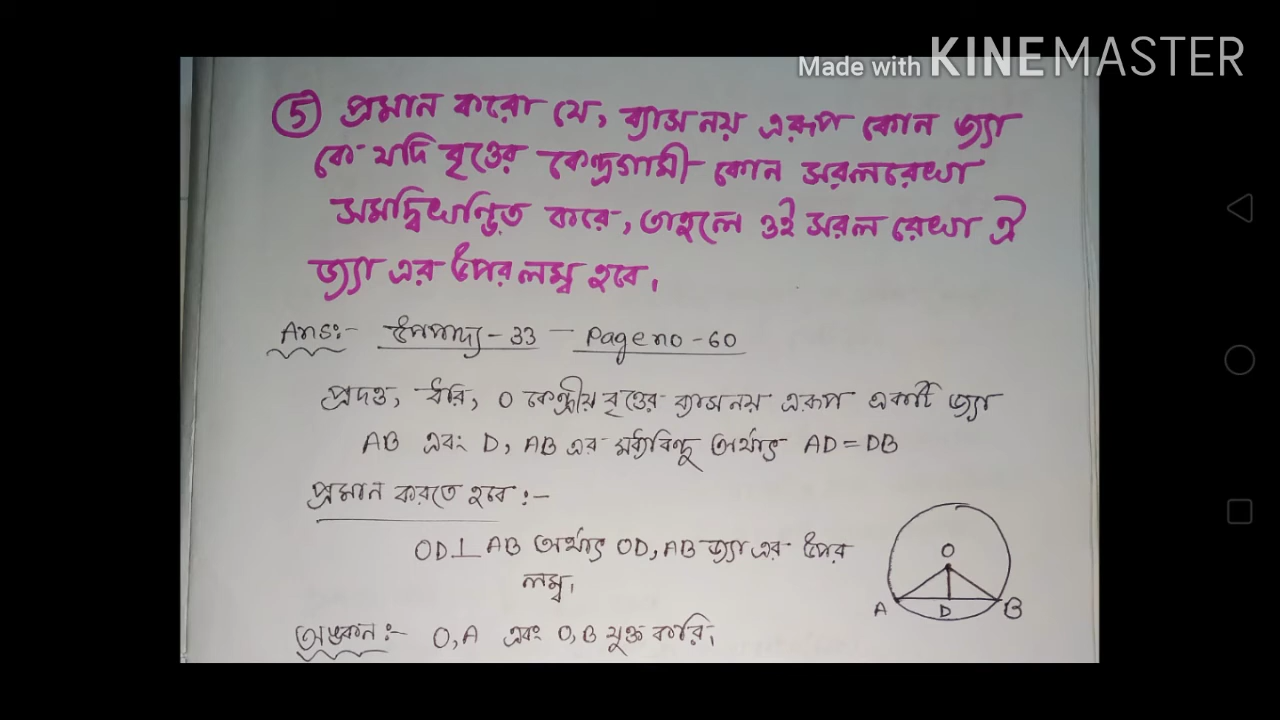 Made with KINEMASTER
⑤ প্রমান করো যে, ব্যাস নয় এরূপ কোন জ্যা
কে যদি বৃত্তের কেন্দ্রগামী কোন সরলরেখা
সমদ্বিখণ্ডিত করে, তাহলে ওই সরল রেখা ঐ
জ্যা এর উপর লম্ব হবে।
Ans:- উপপাদ্য - 33 - Page no - 60
প্রদত্ত, ধরি, O কেন্দ্রীয় বৃত্তের ব্যাস নয় এরূপ একটি জ্যা
AB এবং D, AB এর মধ্যবিন্দু অর্থাৎ AD = DB
প্রমান করতে হবে :-
OD⊥AB অর্থাৎ OD, AB জ্যা এর উপর
লম্ব।
O
A D B
অঙ্কন :- O, A এবং O, B যুক্ত করি।